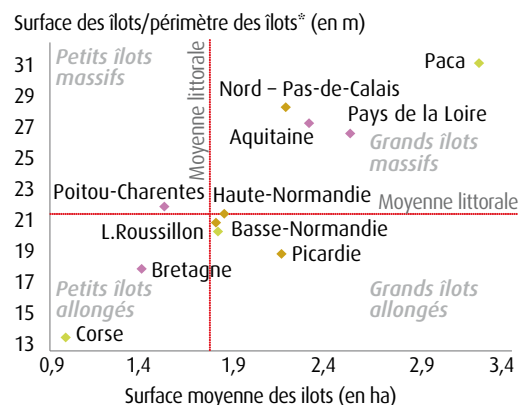 Surface des îlots/périmètre des îlots* (en m)
Petits îlots
massifs
Moyenne littorale
Paca
Nord – Pas-de-Calais
Pays de la Loire
Aquitaine
Grands îlots
massifs
Poitou-Charentes
Haute-Normandie
Moyenne littorale
L.Roussillon
Basse-Normandie
Picardie
Bretagne
Petits îlots
allongés
Grands îlots
allongés
Corse
31
29
27
25
23
21
19
17
15
13
0,9 1,4 1,9 2,4 2,9 3,4
Surface moyenne des ilots (en ha)